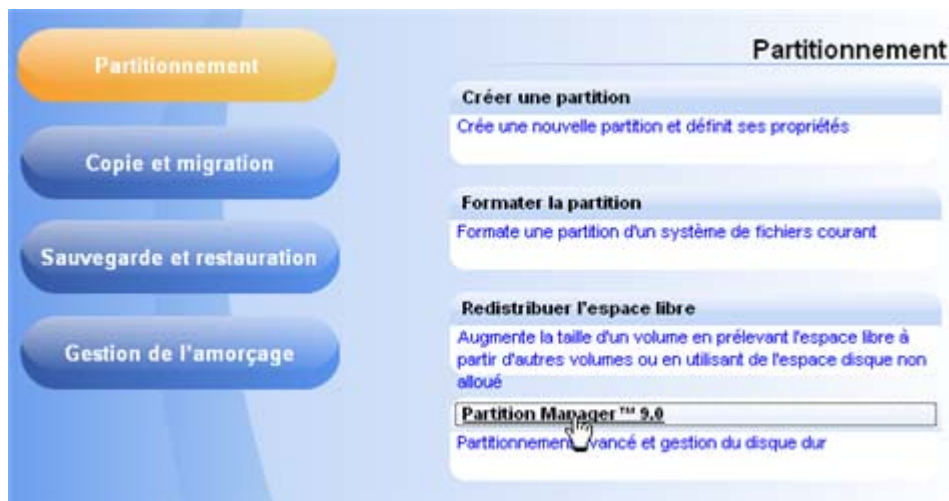 Partitionnement
Copie et migration
Sauvegarde et restauration
Gestion de l'amorçage
Partitionnement
Créer une partition
Crée une nouvelle partition et définit ses propriétés
Formater la partition
Formate une partition d'un système de fichiers courant
Redistribuer l'espace libre
Augmente la taille d'un volume en prélevant l'espace libre à
partir d'autres volumes ou en utilisant de l'espace disque non
alloué
Partition Manager™ 9.0
Partitionnement avancé et gestion du disque dur